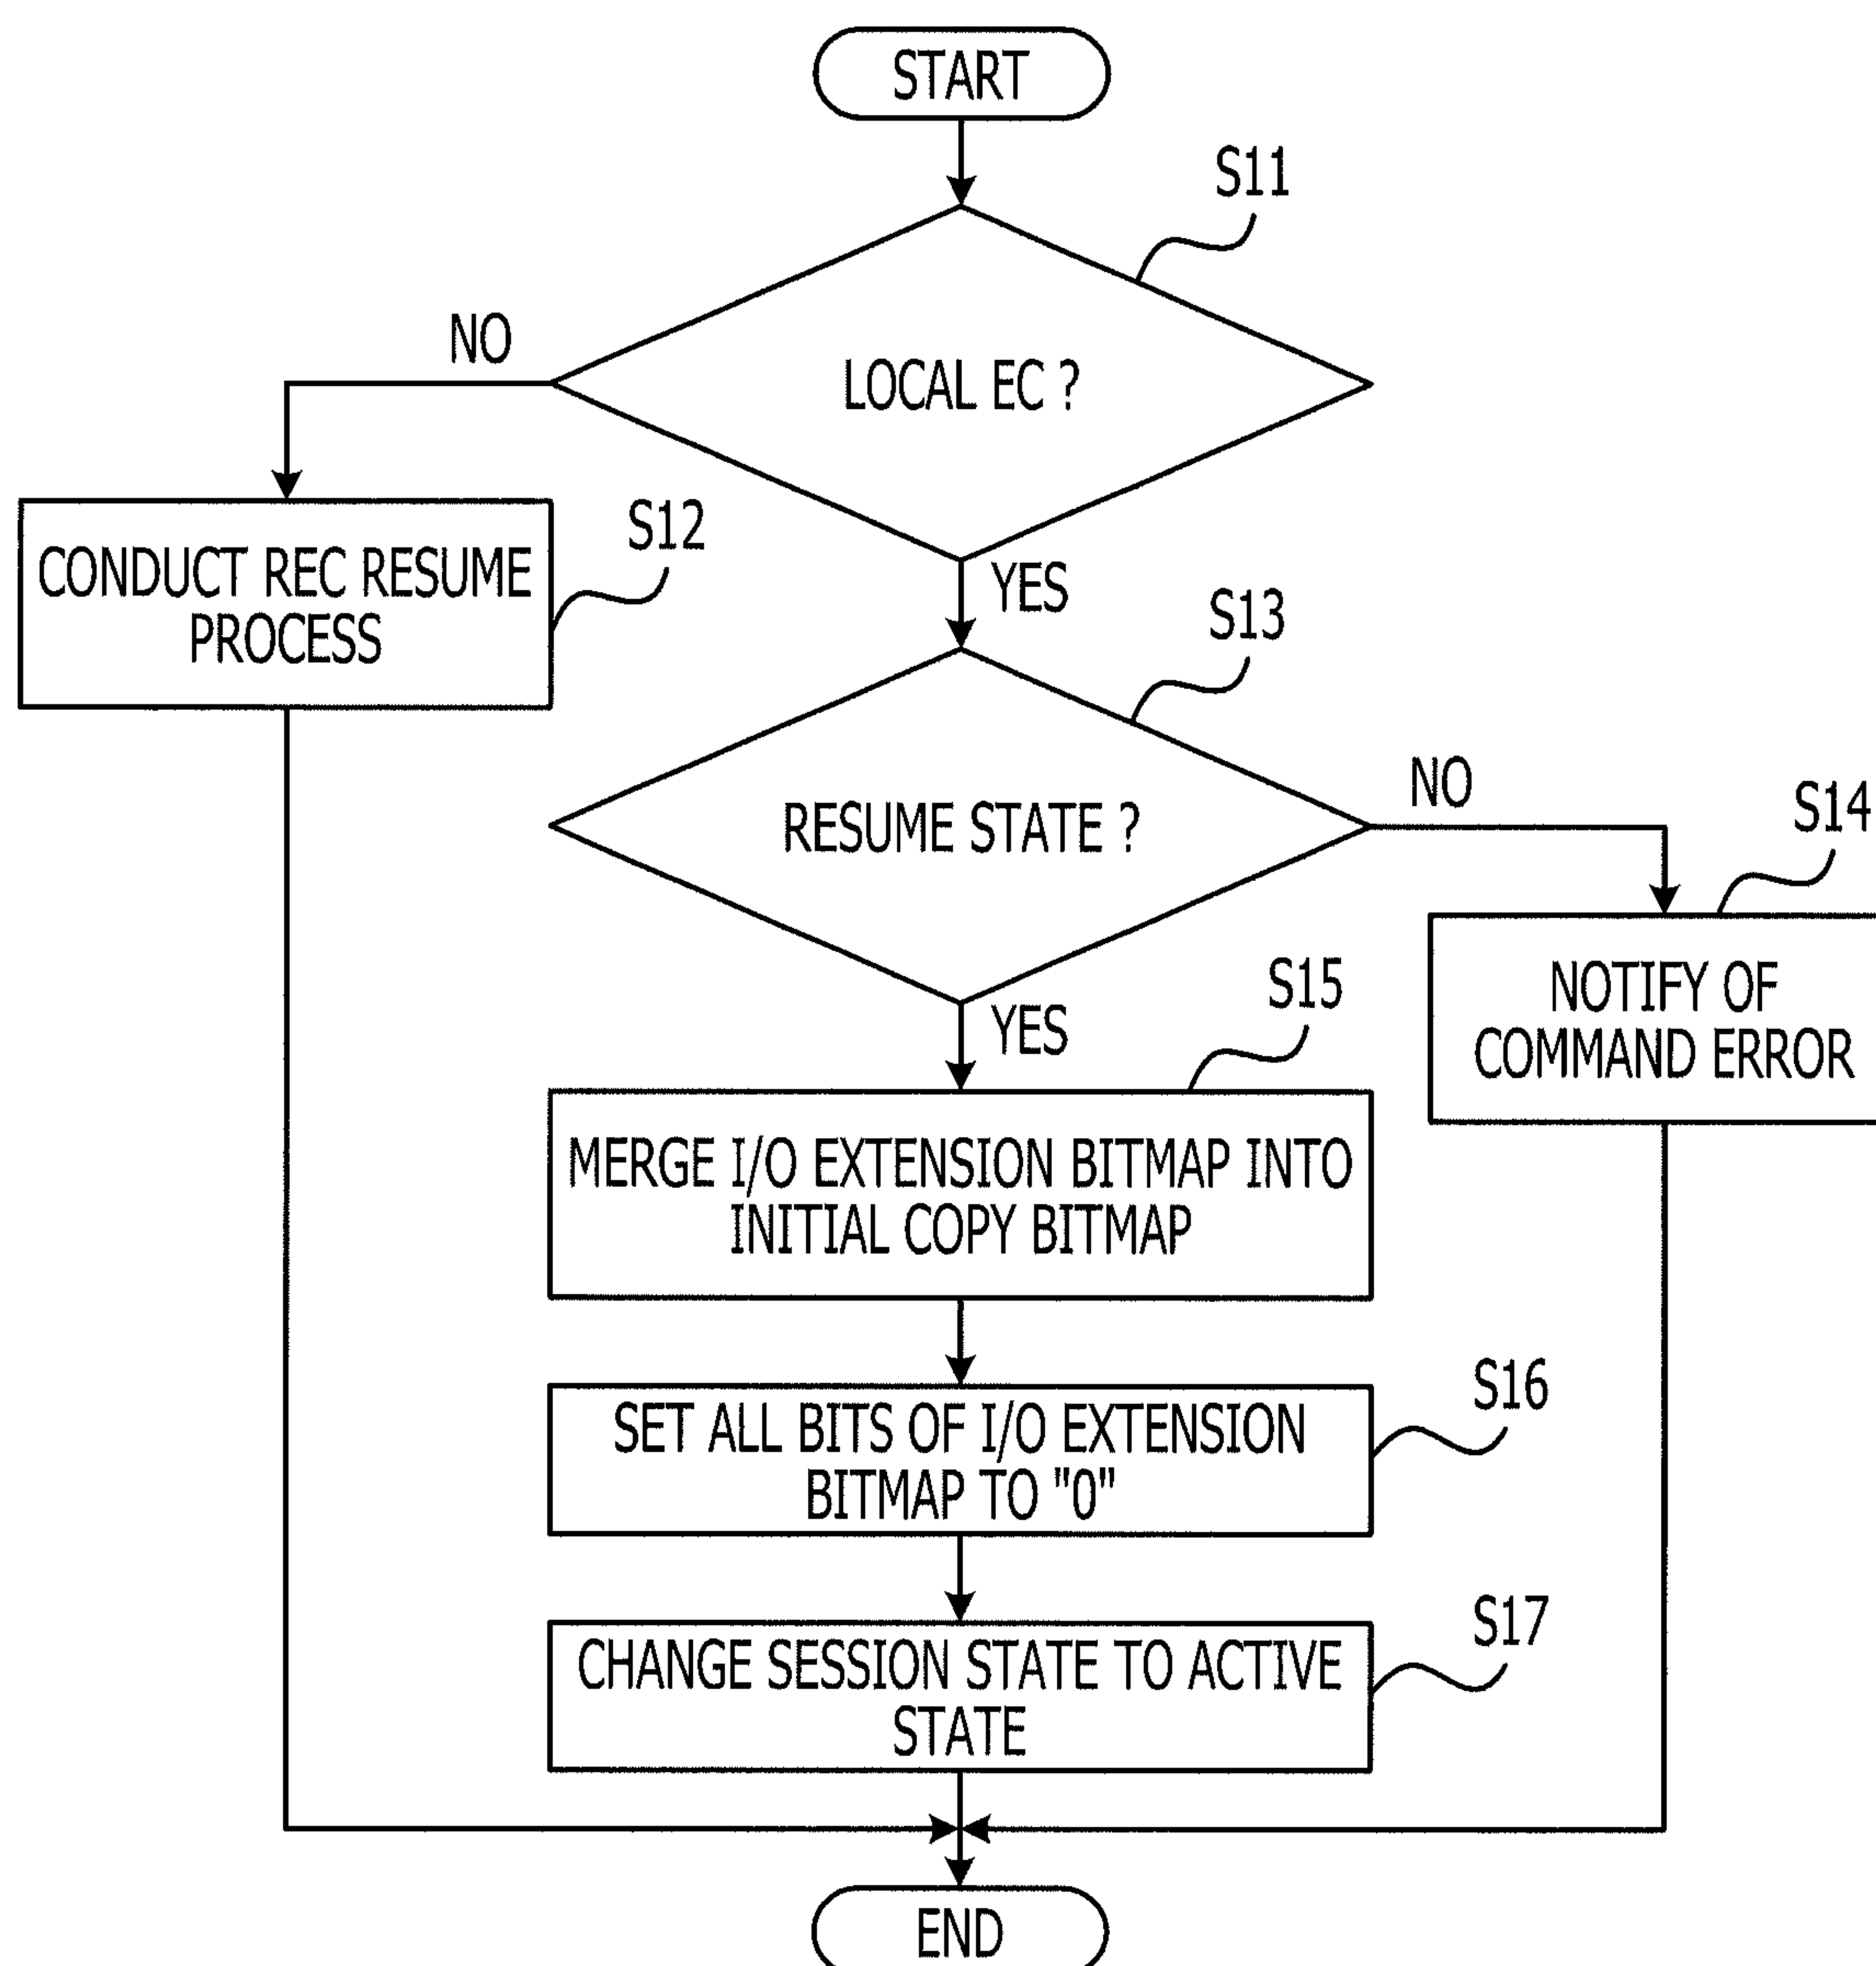 START
S11
LOCAL EC ?
NO
YES
S12
CONDUCT REC RESUME
PROCESS
S13
RESUME STATE ?
NO
YES
S14
NOTIFY OF
COMMAND ERROR
S15
MERGE I/O EXTENSION BITMAP INTO
INITIAL COPY BITMAP
S16
SET ALL BITS OF I/O EXTENSION
BITMAP TO "0"
S17
CHANGE SESSION STATE TO ACTIVE
STATE
END